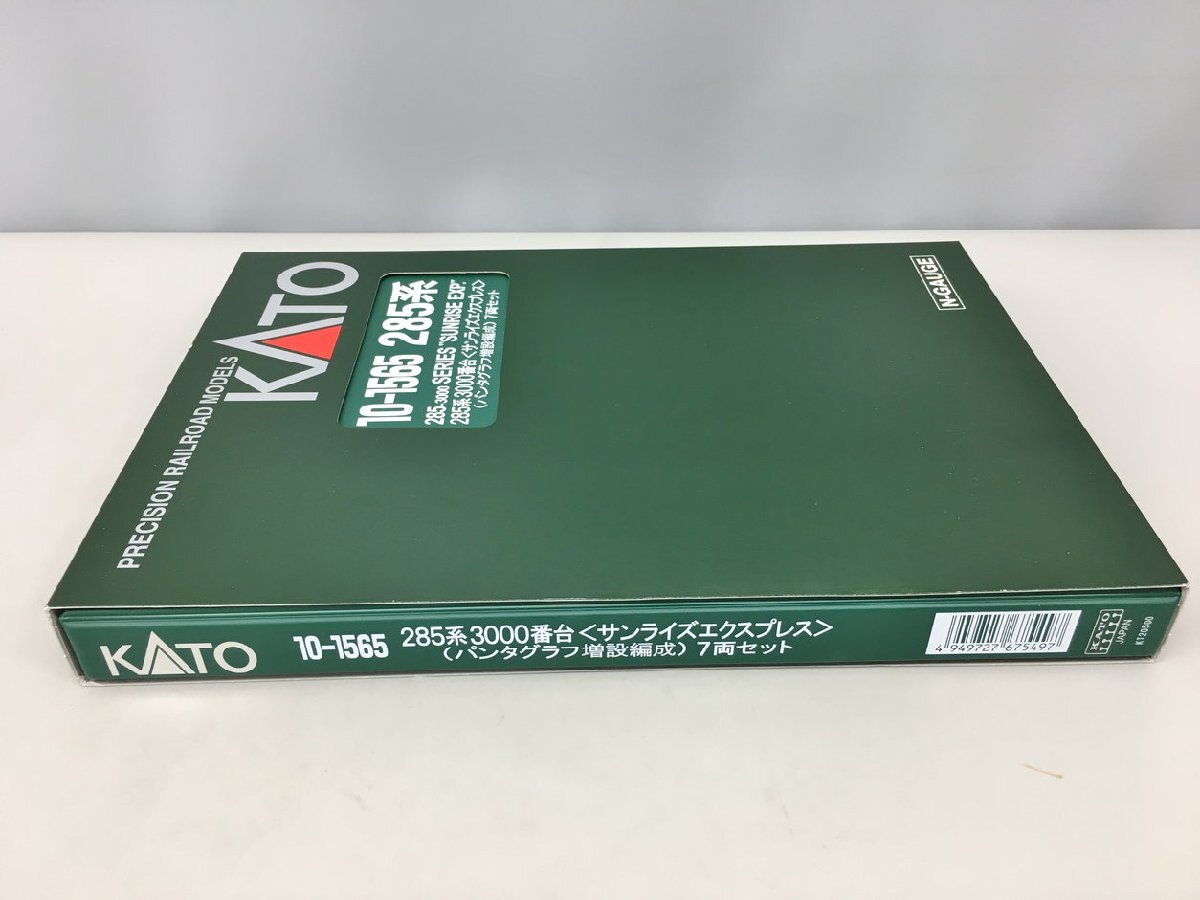 PRECISION RAILROAD MODELS
KATO
10-1565 285系
285-3000 SERIES "SUNRISE EXP."
285系3000番台〈サンライズエクスプレス〉
(パンタグラフ増設編成) 7両セット
N-GAUGE
KATO
10-1565 285系3000番台〈サンライズエクスプレス〉
(パンタグラフ増設編成) 7両セット
4 949727 675497
KATO
JAPAN
KT20000